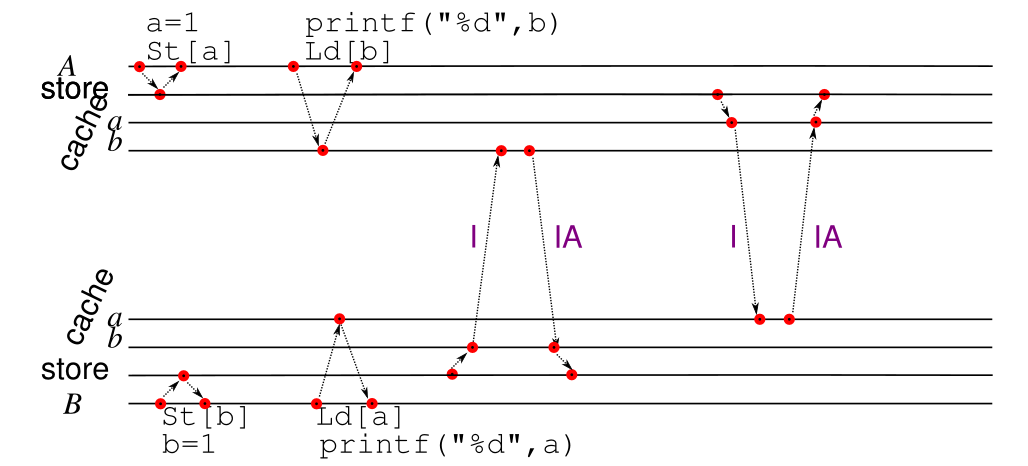 a=1 printf("%d",b)
St[a] Ld[b]
A
store
cache
a
b
I IA I IA
cache
a
b
store
B
St[b] Ld[a]
b=1 printf("%d",a)